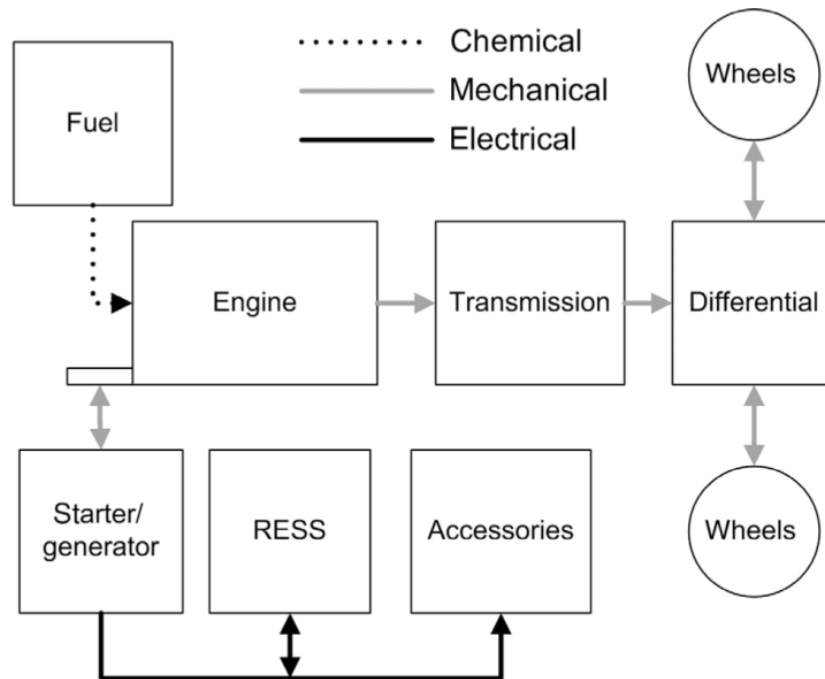 Chemical
Mechanical
Electrical
Fuel
Wheels
Engine
Transmission
Differential
Starter/
generator
RESS
Accessories
Wheels